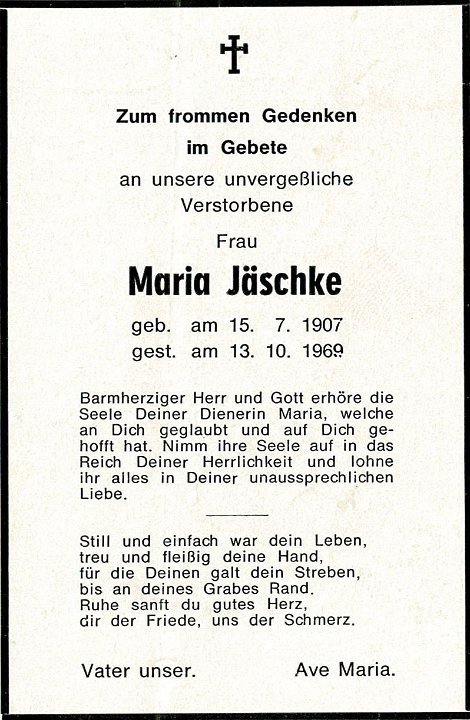 Zum frommen Gedenken
im Gebete
an unsere unvergeßliche
Verstorbene
Frau
Maria Jäschke
geb. am 15. 7. 1907
gest. am 13. 10. 1969
Barmherziger Herr und Gott erhöre die
Seele Deiner Dienerin Maria, welche
an Dich geglaubt und auf Dich ge-
hofft hat. Nimm ihre Seele auf in das
Reich Deiner Herrlichkeit und lohne
ihr alles in Deiner unaussprechlichen
Liebe.
Still und einfach war dein Leben,
treu und fleißig deine Hand,
für die Deinen galt dein Streben,
bis an deines Grabes Rand.
Ruhe sanft du gutes Herz,
dir der Friede, uns der Schmerz.
Vater unser. Ave Maria.